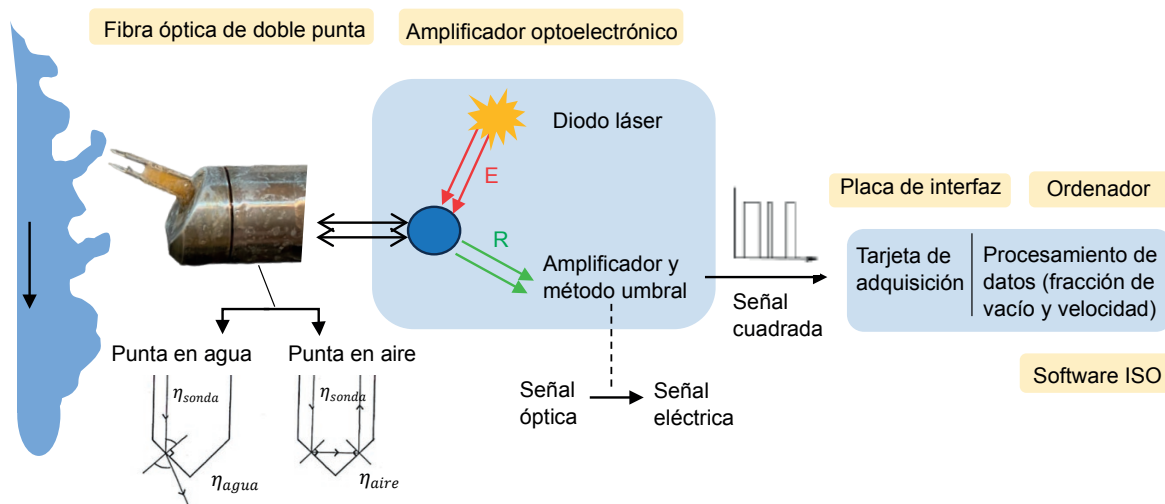 Fibra óptica de doble punta
Amplificador optoelectrónico
Diodo láser
E
R
Amplificador y
método umbral
Señal
óptica
Señal
eléctrica
Punta en agua
Punta en aire
η_sonda
η_sonda
η_agua
η_aire
Señal
cuadrada
Placa de interfaz
Ordenador
Tarjeta de
adquisición
Procesamiento de
datos (fracción de
vacío y velocidad)
Software ISO